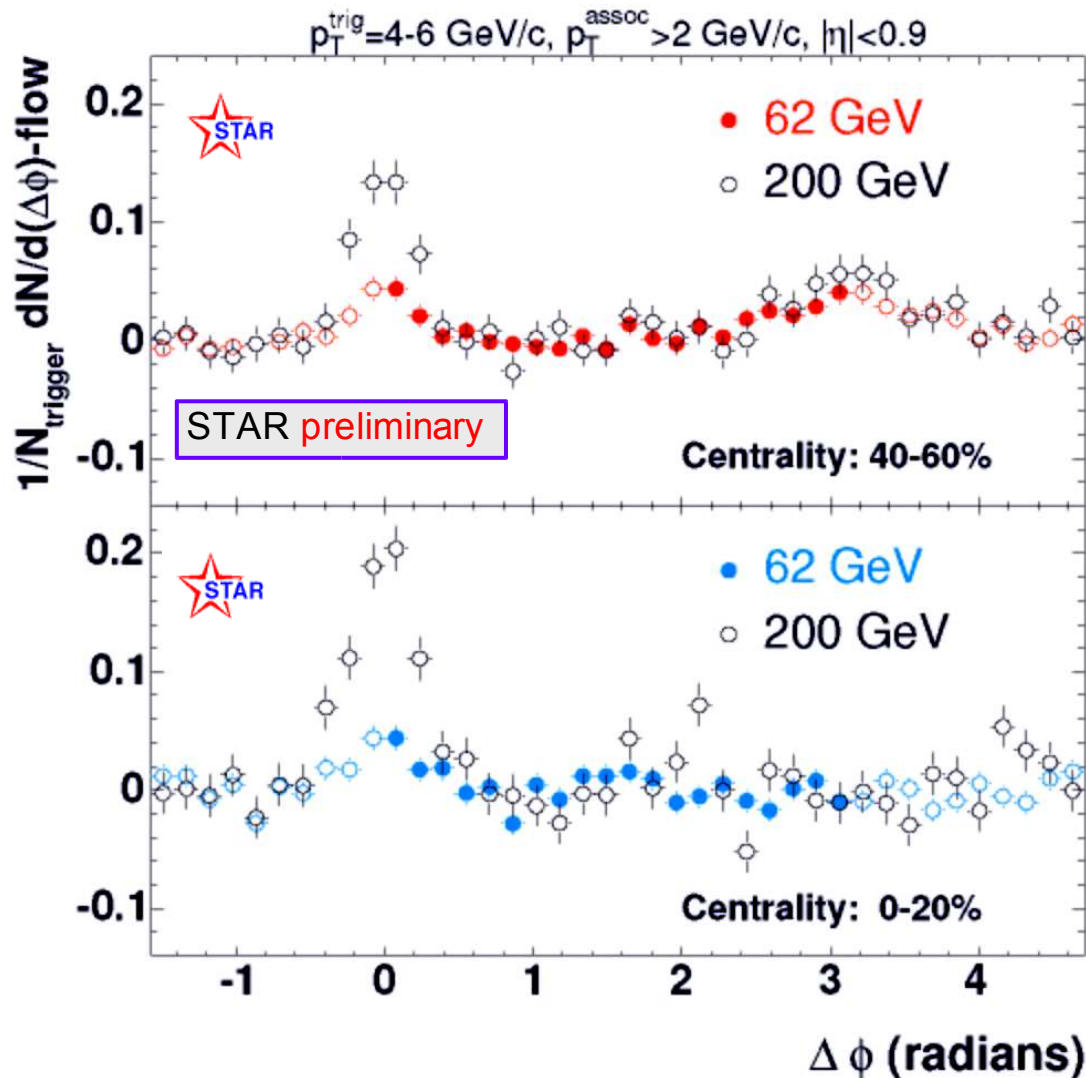 p_T^trig=4-6 GeV/c, p_T^assoc>2 GeV/c, |η|<0.9
1/N_trigger dN/d(Δϕ)-flow
0.2
0.1
0
-0.1
STAR
62 GeV
200 GeV
STAR preliminary
Centrality: 40-60%
0.2
0.1
0
-0.1
STAR
62 GeV
200 GeV
Centrality: 0-20%
-1 0 1 2 3 4
Δ ϕ (radians)